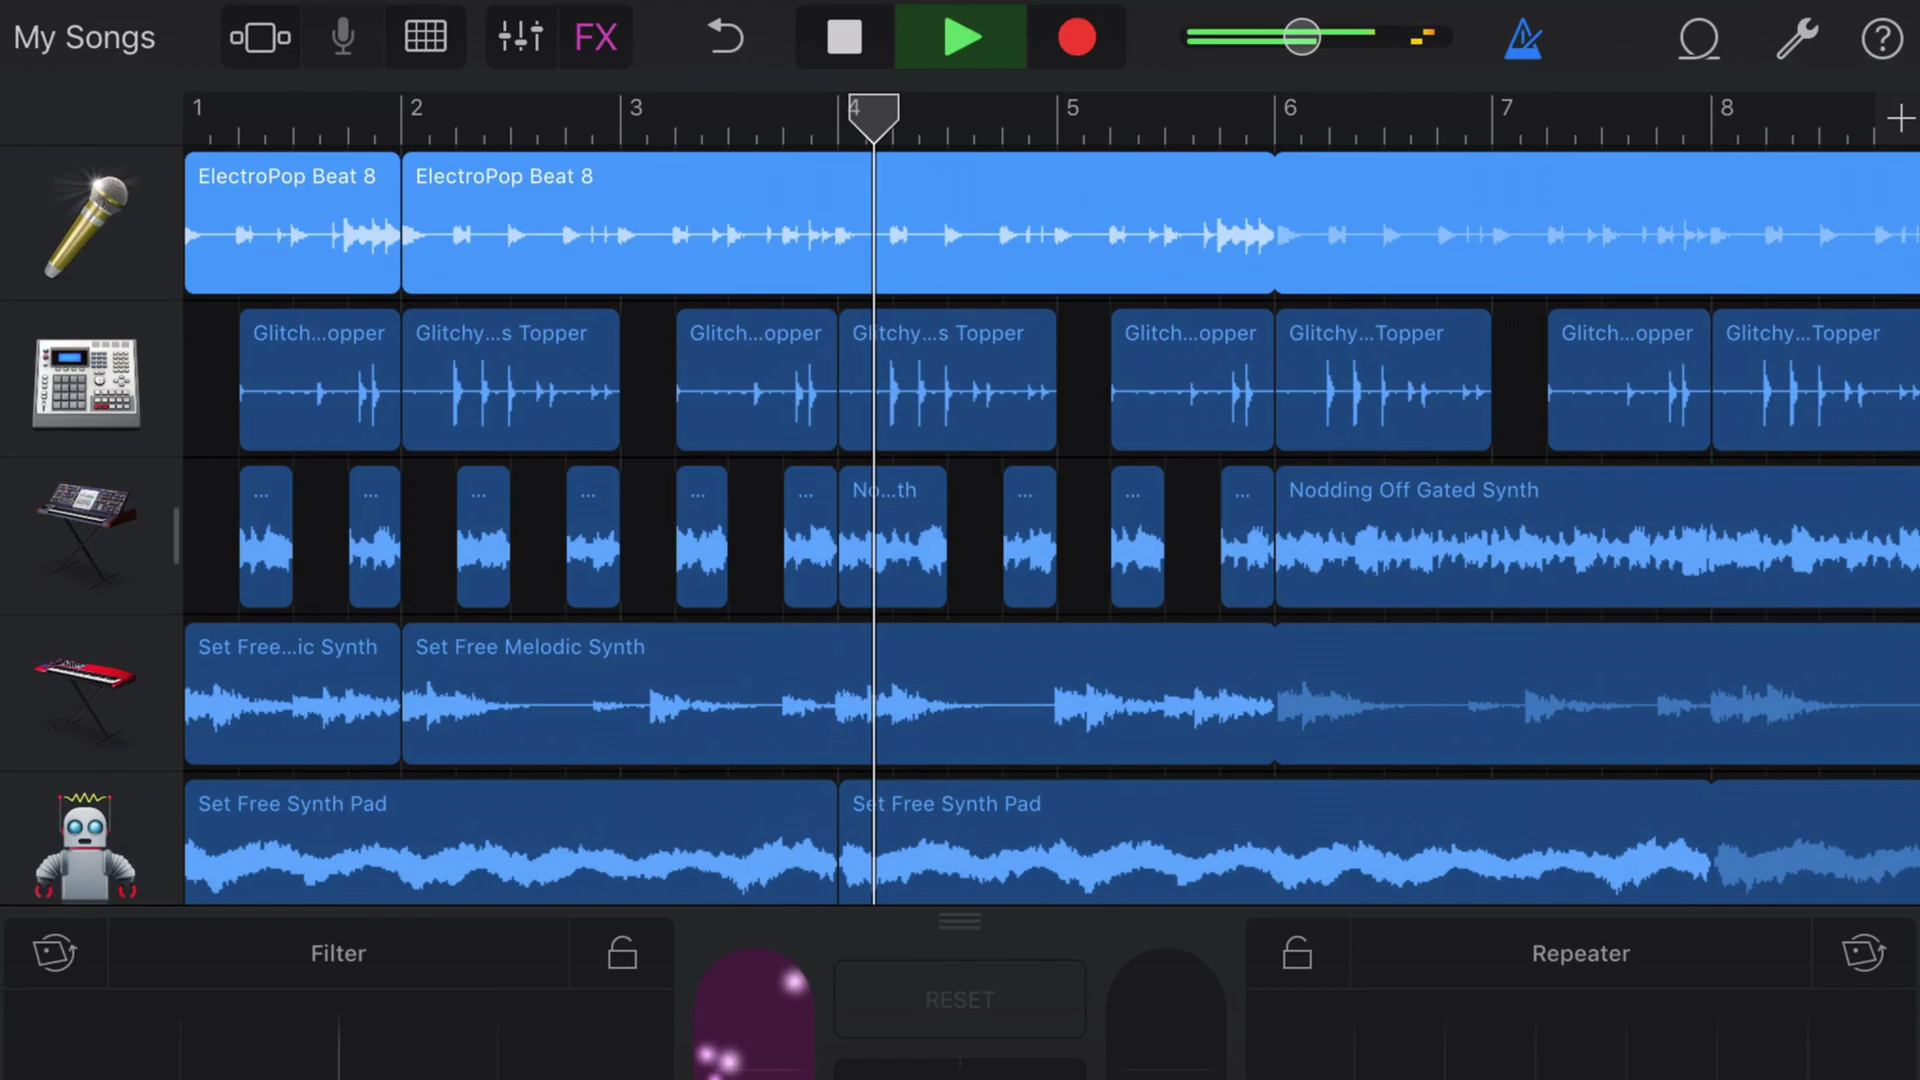 My Songs FX ?
1 2 3 4 5 6 7 8
ElectroPop Beat 8 ElectroPop Beat 8
Glitch...opper Glitchy...s Topper Glitch...opper Glitchy...s Topper Glitch...opper Glitchy...Topper Glitch...opper Glitchy...Topper
... ... ... ... ... ... No...th ... ... ... Nodding Off Gated Synth
Set Free...ic Synth Set Free Melodic Synth
Set Free Synth Pad Set Free Synth Pad
Filter Repeater
RESET